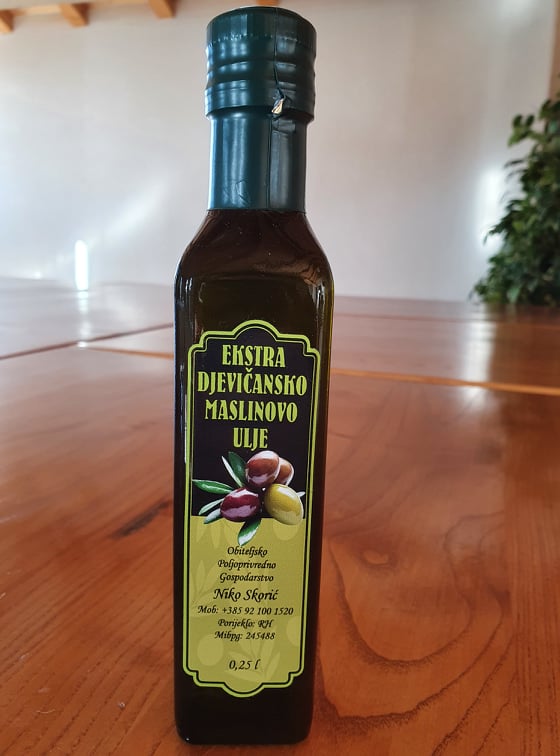 EKSTRA
DJEVIČANSKO
MASLINOVO
ULJE
Obiteljsko
Poljoprivredno
Gospodarstvo
Niko Skorić
Mob: +385 92 100 1520
Porijeklo: RH
Mibpg: 245488
0,25 l